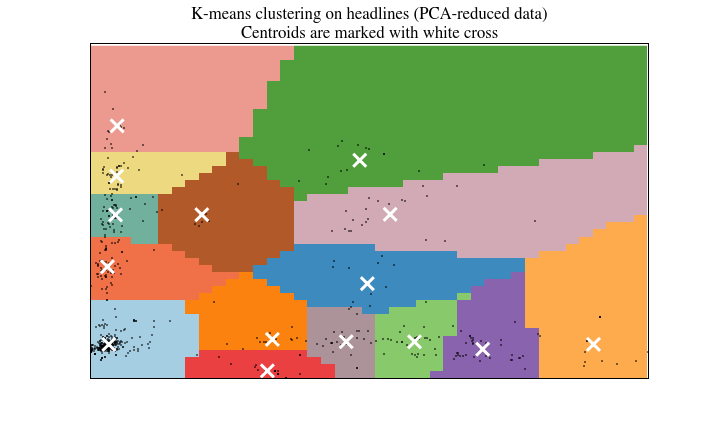 K-means clustering on headlines (PCA-reduced data)
Centroids are marked with white cross